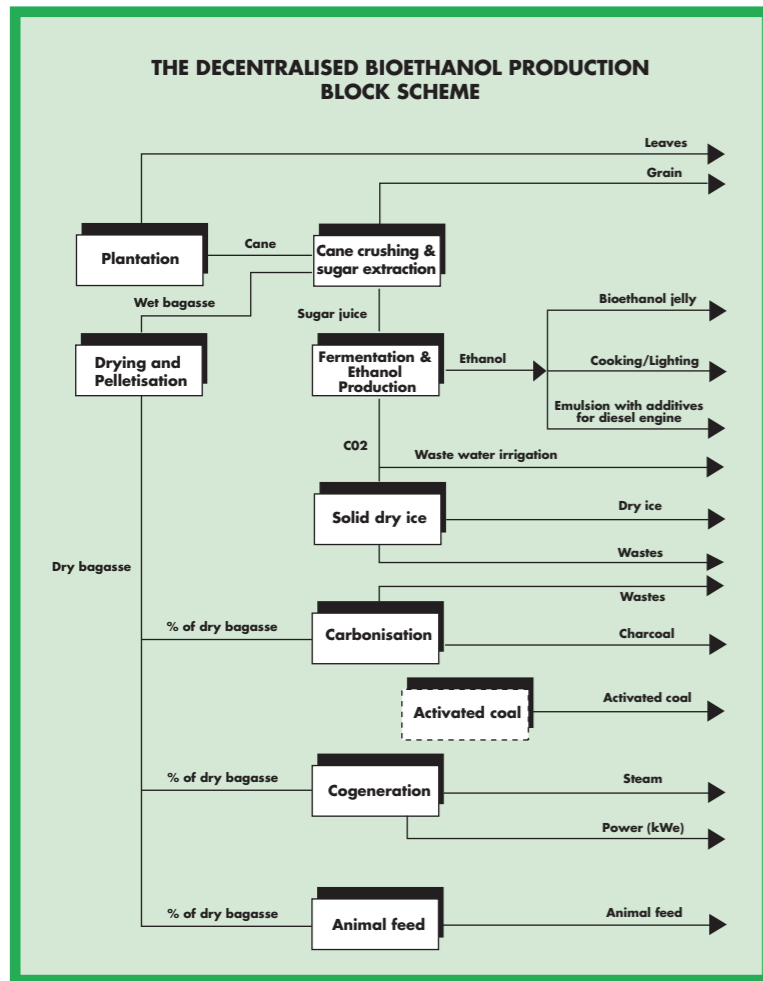 THE DECENTRALISED BIOETHANOL PRODUCTION
BLOCK SCHEME
Leaves
Grain
Plantation
Cane
Cane crushing &
sugar extraction
Wet bagasse
Sugar juice
Bioethanol jelly
Drying and
Pelletisation
Fermentation &
Ethanol
Production
Ethanol
Cooking/Lighting
Emulsion with additives
for diesel engine
C02
Waste water irrigation
Solid dry ice
Dry ice
Wastes
Dry bagasse
Wastes
% of dry bagasse
Carbonisation
Charcoal
Activated coal
Activated coal
% of dry bagasse
Cogeneration
Steam
Power (kWe)
% of dry bagasse
Animal feed
Animal feed